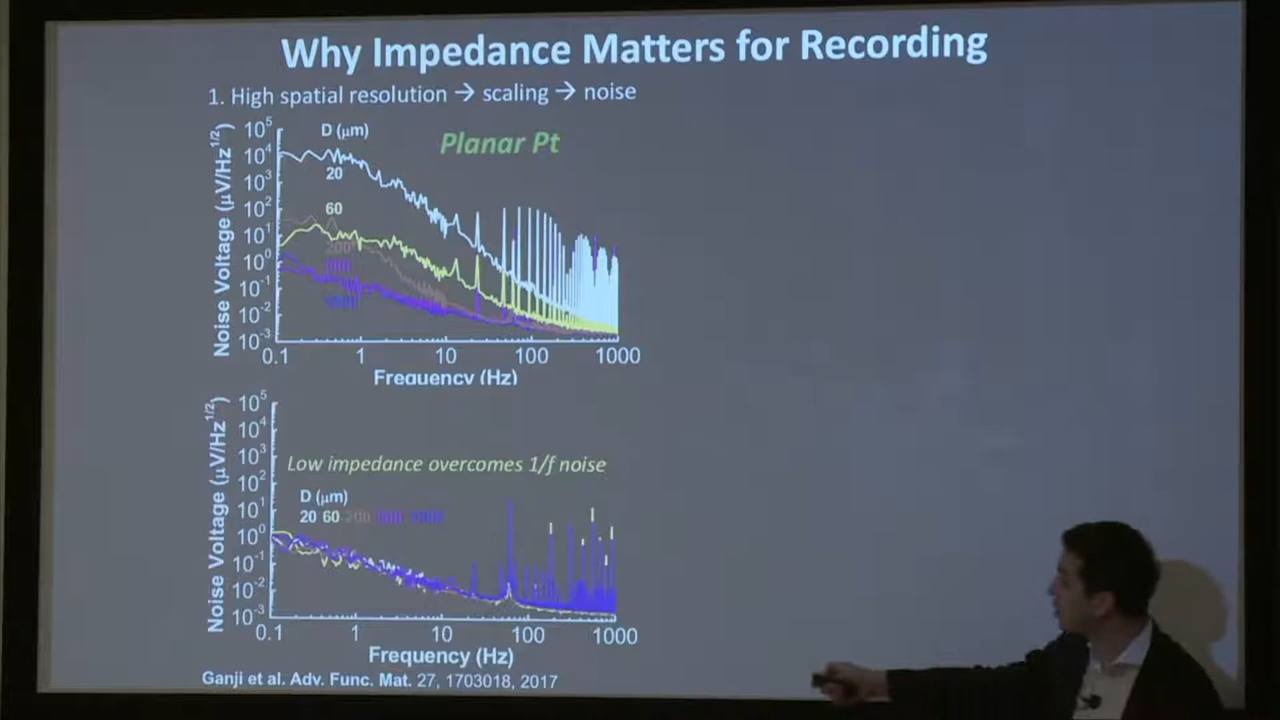 Why Impedance Matters for Recording
1. High spatial resolution → scaling → noise
Planar Pt
D (μm)
20
60
200
Noise Voltage (μV/Hz^1/2)
10^5
10^4
10^3
10^2
10^1
10^0
10^-1
10^-2
10^-3
0.1 1 10 100 1000
Frequency (Hz)
Low impedance overcomes 1/f noise
D (μm)
20 60 200
Noise Voltage (μV/Hz^1/2)
10^5
10^4
10^3
10^2
10^1
10^0
10^-1
10^-2
10^-3
0.1 1 10 100 1000
Frequency (Hz)
Ganji et al. Adv. Func. Mat. 27, 1703018, 2017